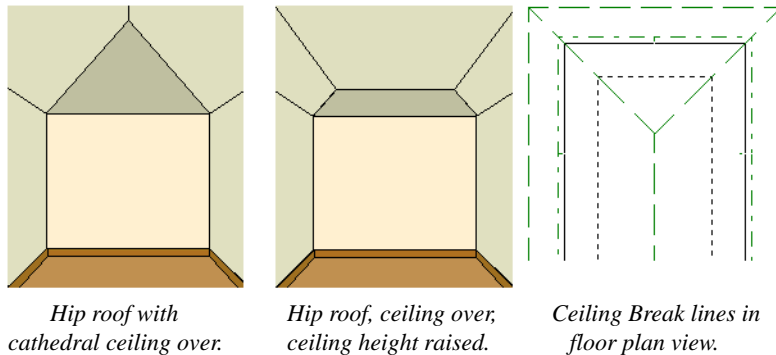 Hip roof with
cathedral ceiling over.
Hip roof, ceiling over,
ceiling height raised.
Ceiling Break lines in
floor plan view.